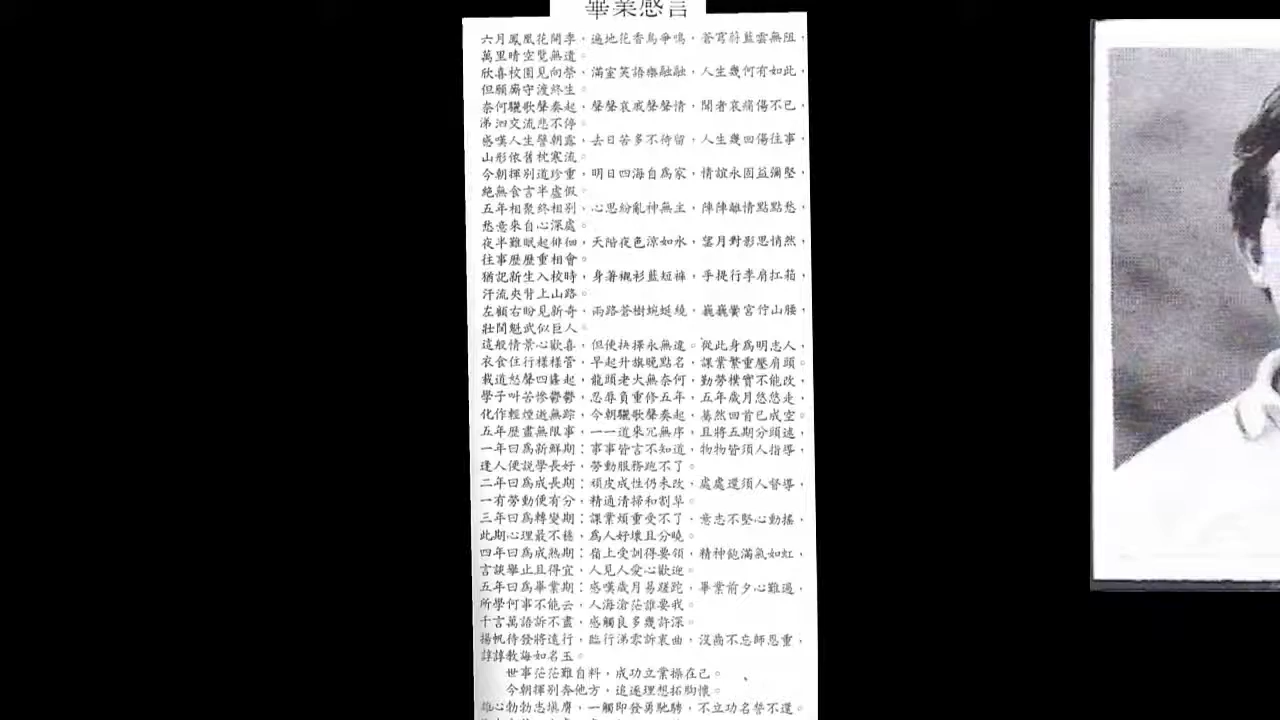 畢業感言
六月鳳凰花開季，遍地花香鳥爭鳴，蒼穹蔚藍雲無阻，
萬里晴空覽無遺。
欣喜校園見向榮，滿室笑語樂融融，人生幾何有如此，
但願廝守渡終生。
奈何驪歌聲奏起，聲聲哀戚聲聲情，聞者哀痛傷不已，
涕泗交流悲不停。
感嘆人生譬朝露，去日苦多不待留，人生幾回傷往事，
山形依舊枕寒流。
今朝揮別道珍重，明日四海自為家，情誼永固益彌堅，
絕無食言半虛假。
五年相聚終相別，心思紛亂神無主，陣陣離情點點愁，
愁意來自心深處。
夜半難眠起徘徊，天階夜色涼如水，望月對影思悄然，
往事歷歷重相會。
猶記新生入校時，身著襯衫藍短褲，手提行李肩扛箱，
汗流夾背上山路。
左顧右盼見新奇，兩路蒼樹蜿蜒繞，巍巍黌宮佇山腰，
壯闊魁武似巨人。
這般情景心歡喜，但便抉擇永無違。從此身為明志人，
衣食住行樣樣管，早起升旗晚點名，課業繁重壓肩頭。
載道怒聲四處起，龍頭老大無奈何，勤勞樸實不能改，
學子叫苦慘鬱鬱，忍辱負重修五年，五年歲月悠悠走，
化作輕煙逝無踪，今朝驪歌聲奏起，驀然回首已成空。
五年歷盡無限事，一一道來冗無序，且將五期分頭述，
一年曰為新鮮期：事事皆言不知道，物物皆須人指導，
逢人便說學長好，勞動服務跑不了。
二年曰為成長期：頑皮成性仍未改，處處還須人督導，
一有勞動便有分，精通清掃和割草。
三年曰為轉變期：課業煩重受不了，意志不堅心動搖，
此期心理最不穩，為人好壞且分曉。
四年曰為成熟期：嶺上受訓得要領，精神飽滿氣如虹，
言談舉止且得宜，人見人愛心歡迎。
五年曰為畢業期：感嘆歲月易蹉跎，畢業前夕心難過，
所學何事不能云，人海滄茫誰要我。
千言萬語訴不盡，感觸良多幾許深。
揚帆待發將遠行，臨行涕零訴衷曲，沒齒不忘師恩重，
諄諄教誨如名玉。
世事茫茫難自料，成功立業操在己。
今朝揮別奔他方，追逐理想拓胸懷。
雄心勃勃志填膺，一觸即發勇馳騁，不立功名誓不還。